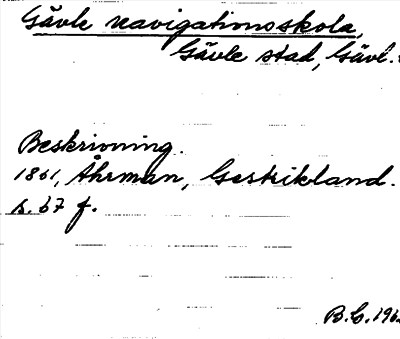 Gävle navigationsskola,
Gävle stad, Gävl.
Beskrivning.
1861, Åhrman, Gestrikland.
s. 67 f.
B.C. 196